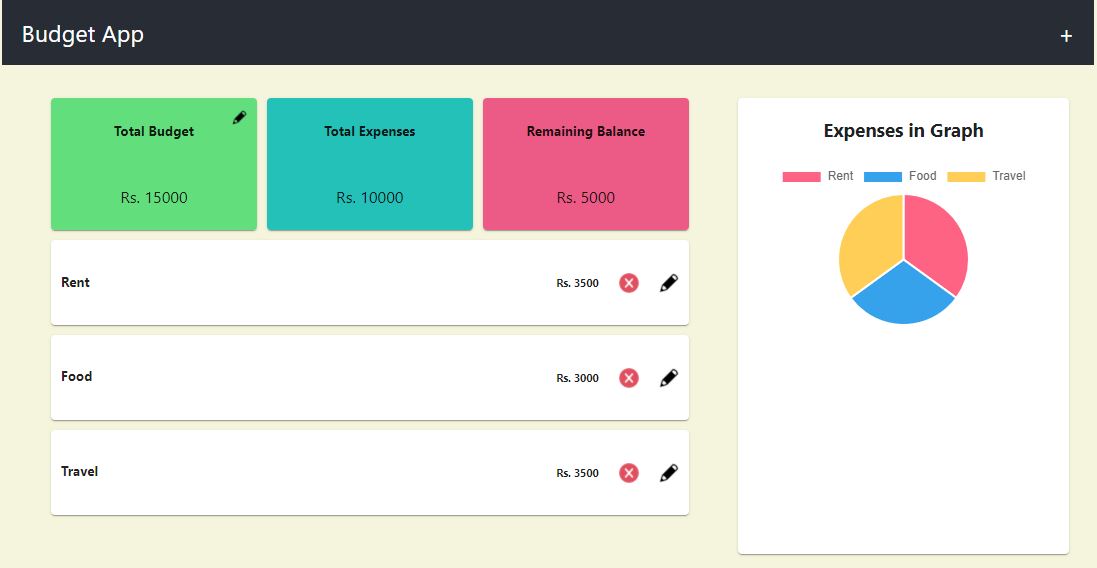 Budget App +
Total Budget
Rs. 15000
Total Expenses
Rs. 10000
Remaining Balance
Rs. 5000
Rent Rs. 3500
Food Rs. 3000
Travel Rs. 3500
Expenses in Graph
Rent Food Travel